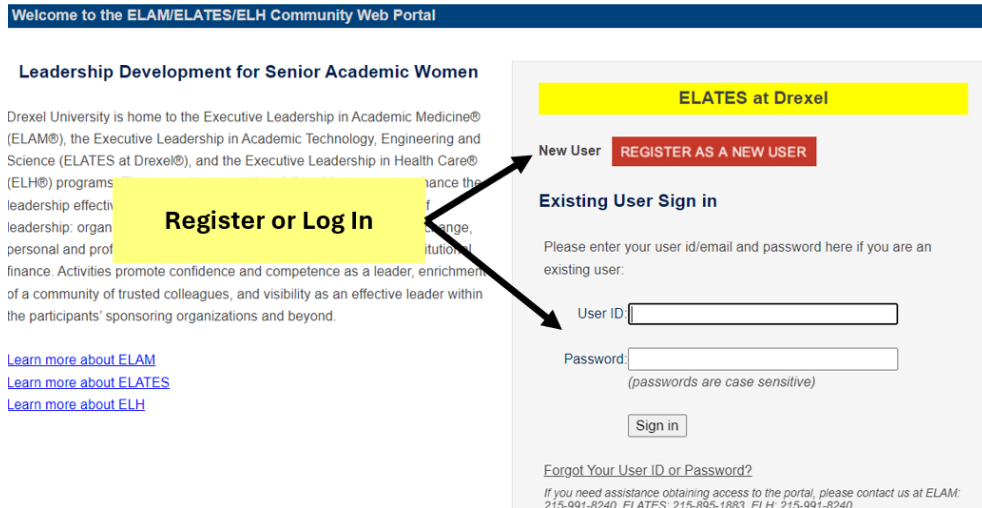 Welcome to the ELAM/ELATES/ELH Community Web Portal
Leadership Development for Senior Academic Women
Drexel University is home to the Executive Leadership in Academic Medicine®
(ELAM®), the Executive Leadership in Academic Technology, Engineering and
Science (ELATES at Drexel®), and the Executive Leadership in Health Care®
(ELH®) programs
leadership
leadership: change,
personal and
finance. Activities promote confidence and competence as a leader, enrichment
of a community of trusted colleagues, and visibility as an effective leader within
the participants' sponsoring organizations and beyond.
Learn more about ELAM
Learn more about ELATES
Learn more about ELH
Register or Log In
ELATES at Drexel
New User REGISTER AS A NEW USER
Existing User Sign in
Please enter your user id/email and password here if you are an
existing user:
User ID:
Password:
(passwords are case sensitive)
Sign in
Forgot Your User ID or Password?
If you need assistance obtaining access to the portal, please contact us at ELAM:
215-991-8240, ELATES: 215-895-1883, ELH: 215-991-8240